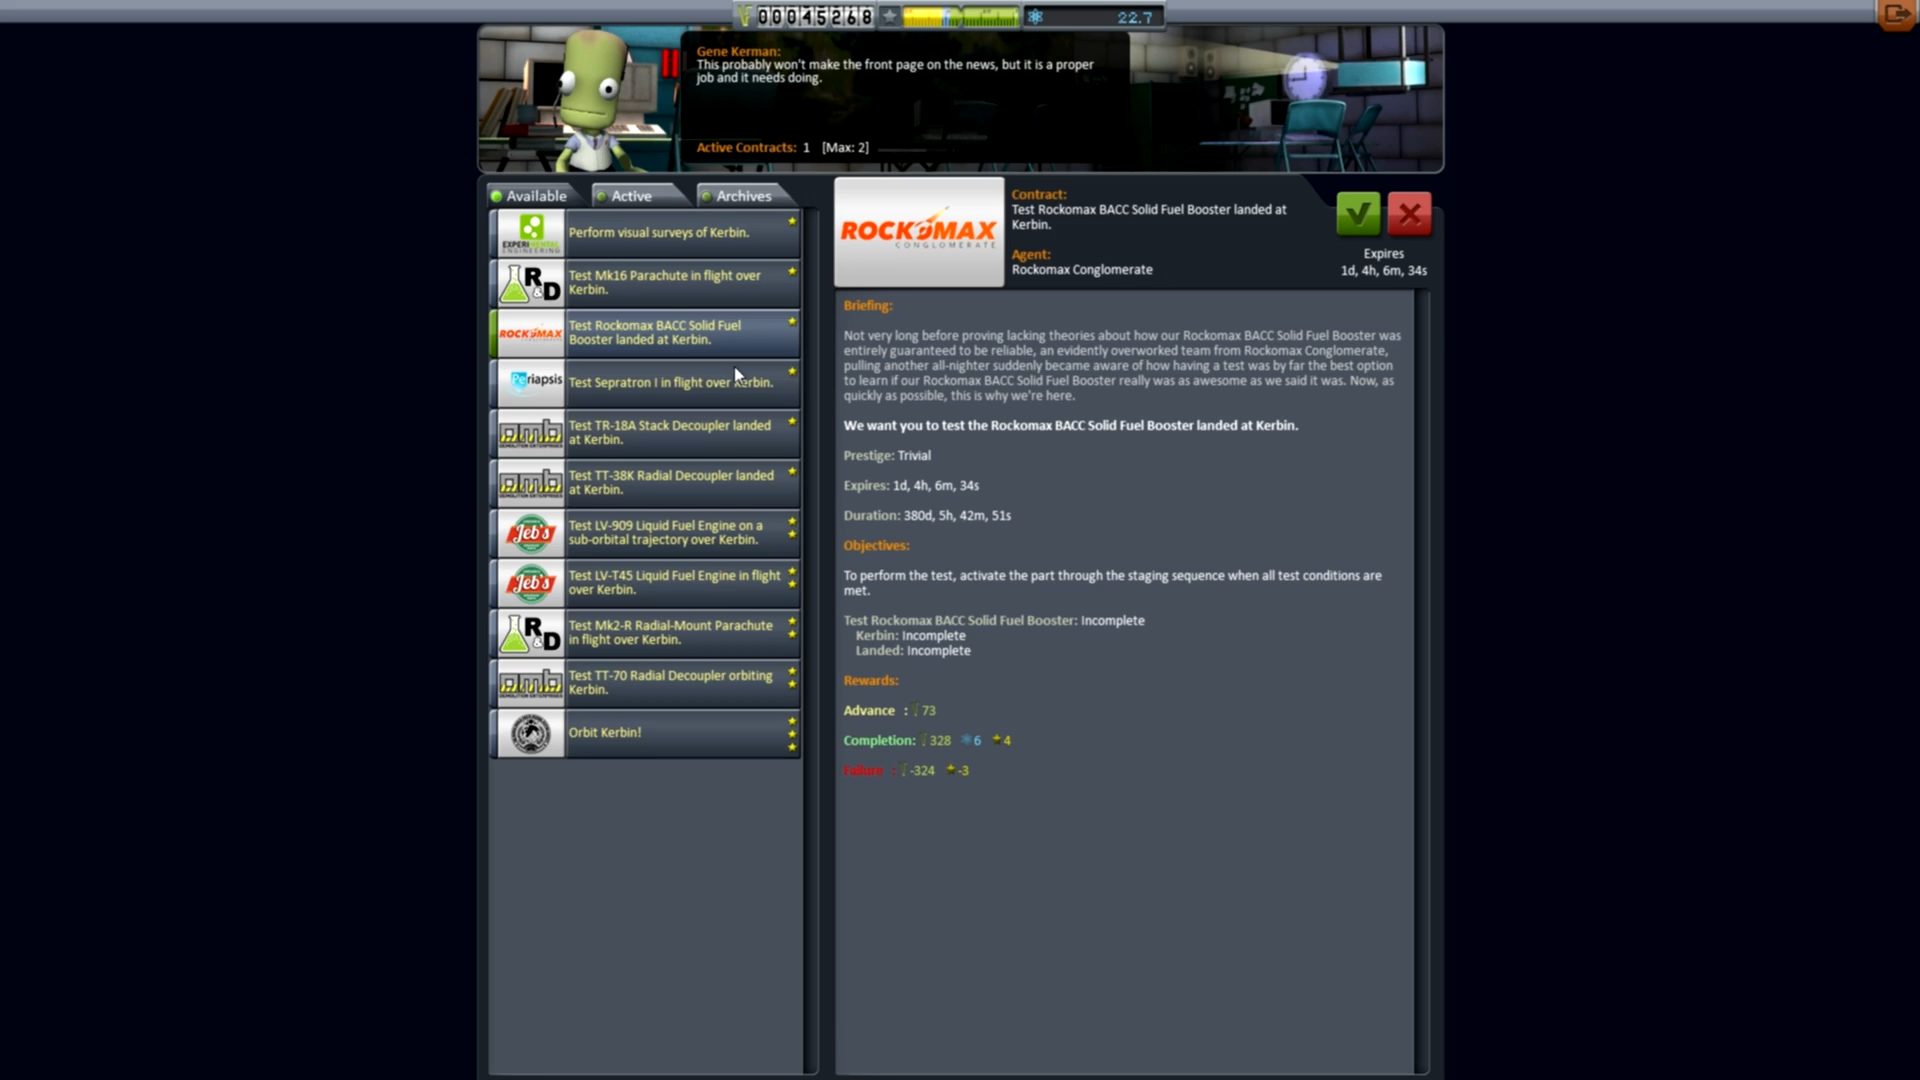 00045268
22.7
Gene Kerman:
This probably won't make the front page on the news, but it is a proper
job and it needs doing.
Active Contracts: 1 [Max: 2]
Available
Active
Archives
EXPERIMENTAL
ENGINEERING
Perform visual surveys of Kerbin.
R&D
Test Mk16 Parachute in flight over
Kerbin.
ROCKOMAX
Test Rockomax BACC Solid Fuel
Booster landed at Kerbin.
Periapsis
Test Sepratron I in flight over Kerbin.
Test TR-18A Stack Decoupler landed
at Kerbin.
Test TT-38K Radial Decoupler landed
at Kerbin.
Jeb's
Test LV-909 Liquid Fuel Engine on a
sub-orbital trajectory over Kerbin.
Jeb's
Test LV-T45 Liquid Fuel Engine in flight
over Kerbin.
R&D
Test Mk2-R Radial-Mount Parachute
in flight over Kerbin.
Test TT-70 Radial Decoupler orbiting
Kerbin.
Orbit Kerbin!
ROCKOMAX
CONGLOMERATE
Contract:
Test Rockomax BACC Solid Fuel Booster landed at
Kerbin.
Agent:
Rockomax Conglomerate
Expires
1d, 4h, 6m, 34s
Briefing:
Not very long before proving lacking theories about how our Rockomax BACC Solid Fuel Booster was
entirely guaranteed to be reliable, an evidently overworked team from Rockomax Conglomerate,
pulling another all-nighter suddenly became aware of how having a test was by far the best option
to learn if our Rockomax BACC Solid Fuel Booster really was as awesome as we said it was. Now, as
quickly as possible, this is why we're here.
We want you to test the Rockomax BACC Solid Fuel Booster landed at Kerbin.
Prestige: Trivial
Expires: 1d, 4h, 6m, 34s
Duration: 380d, 5h, 42m, 51s
Objectives:
To perform the test, activate the part through the staging sequence when all test conditions are
met.
Test Rockomax BACC Solid Fuel Booster: Incomplete
Kerbin: Incomplete
Landed: Incomplete
Rewards:
Advance : 73
Completion: 328 6 4
Failure : -324 -3